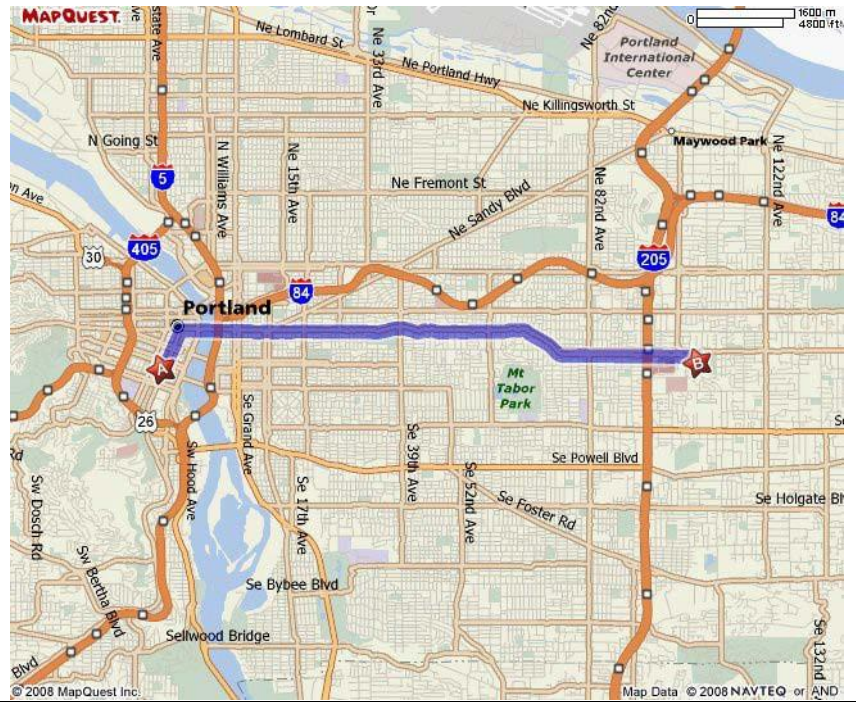 MAPQUEST.
0
1600 m
4800 ft
Ne Lombard St
Ne 33rd Ave
Ne 82nd
Portland
International
Center
Ne Portland Hwy
Ne Killingsworth St
Maywood Park
N Going St
N Williams Ave
Ne 15th Ave
Ne Fremont St
Ne Sandy Blvd
Ne 82nd Ave
Ne 122nd Ave
5
405
30
84
205
84
Portland
A
B
Mt
Tabor
Park
26
Sw Hood Ave
Se Grand Ave
Se 17th Ave
Se 39th Ave
Se 52nd Ave
Se Powell Blvd
Se Foster Rd
Se Holgate Bl
Sw Dosch Rd
Sw Bertha Blvd
Se Bybee Blvd
Sellwood Bridge
Se 132nd
Blvd
© 2008 MapQuest Inc.
Map Data © 2008 NAVTEQ or AND